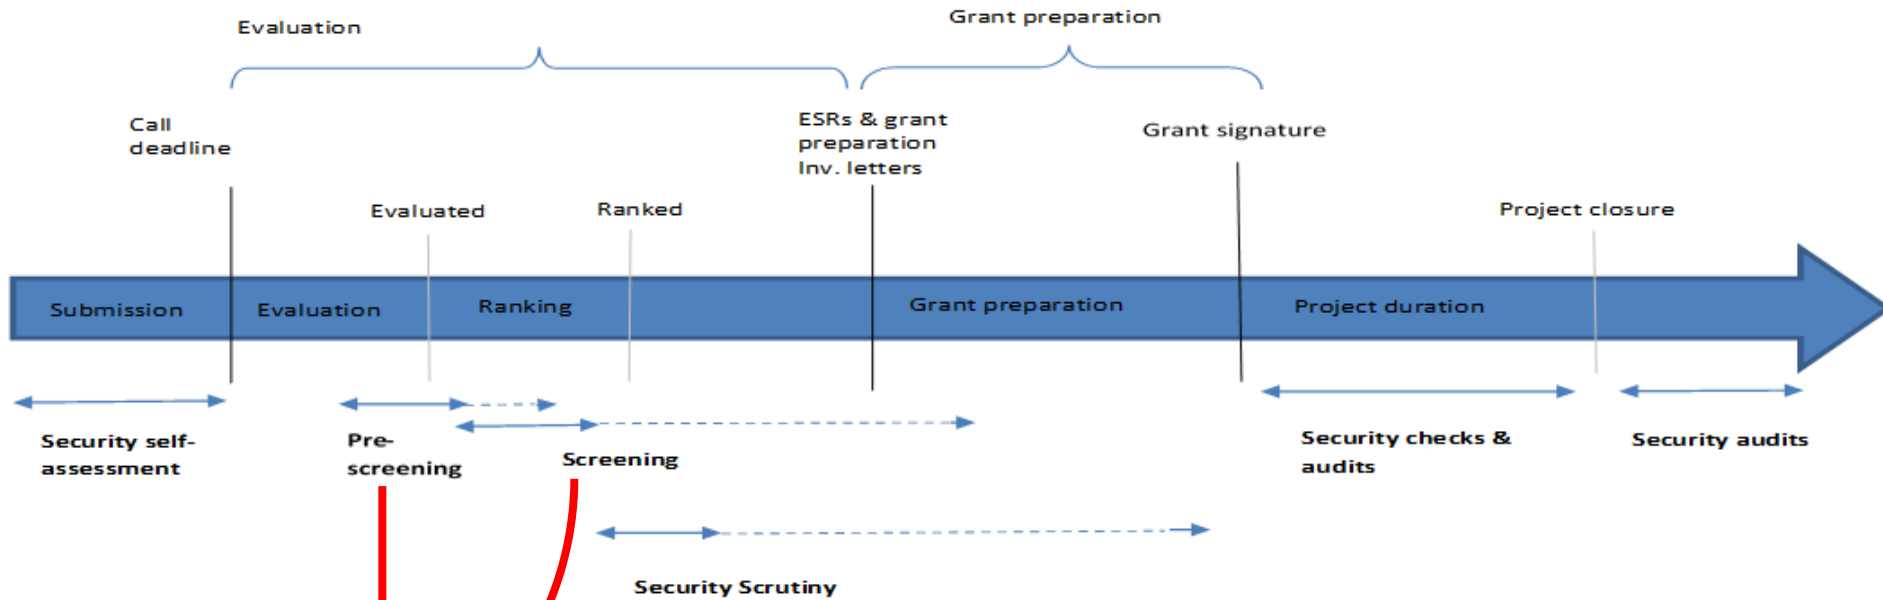 Evaluation
Grant preparation
Call
deadline
ESRs & grant
preparation
Inv. letters
Grant signature
Evaluated
Ranked
Project closure
Submission
Evaluation
Ranking
Grant preparation
Project duration
Security self-
assessment
Pre-
screening
Screening
Security checks &
audits
Security audits
Security Scrutiny